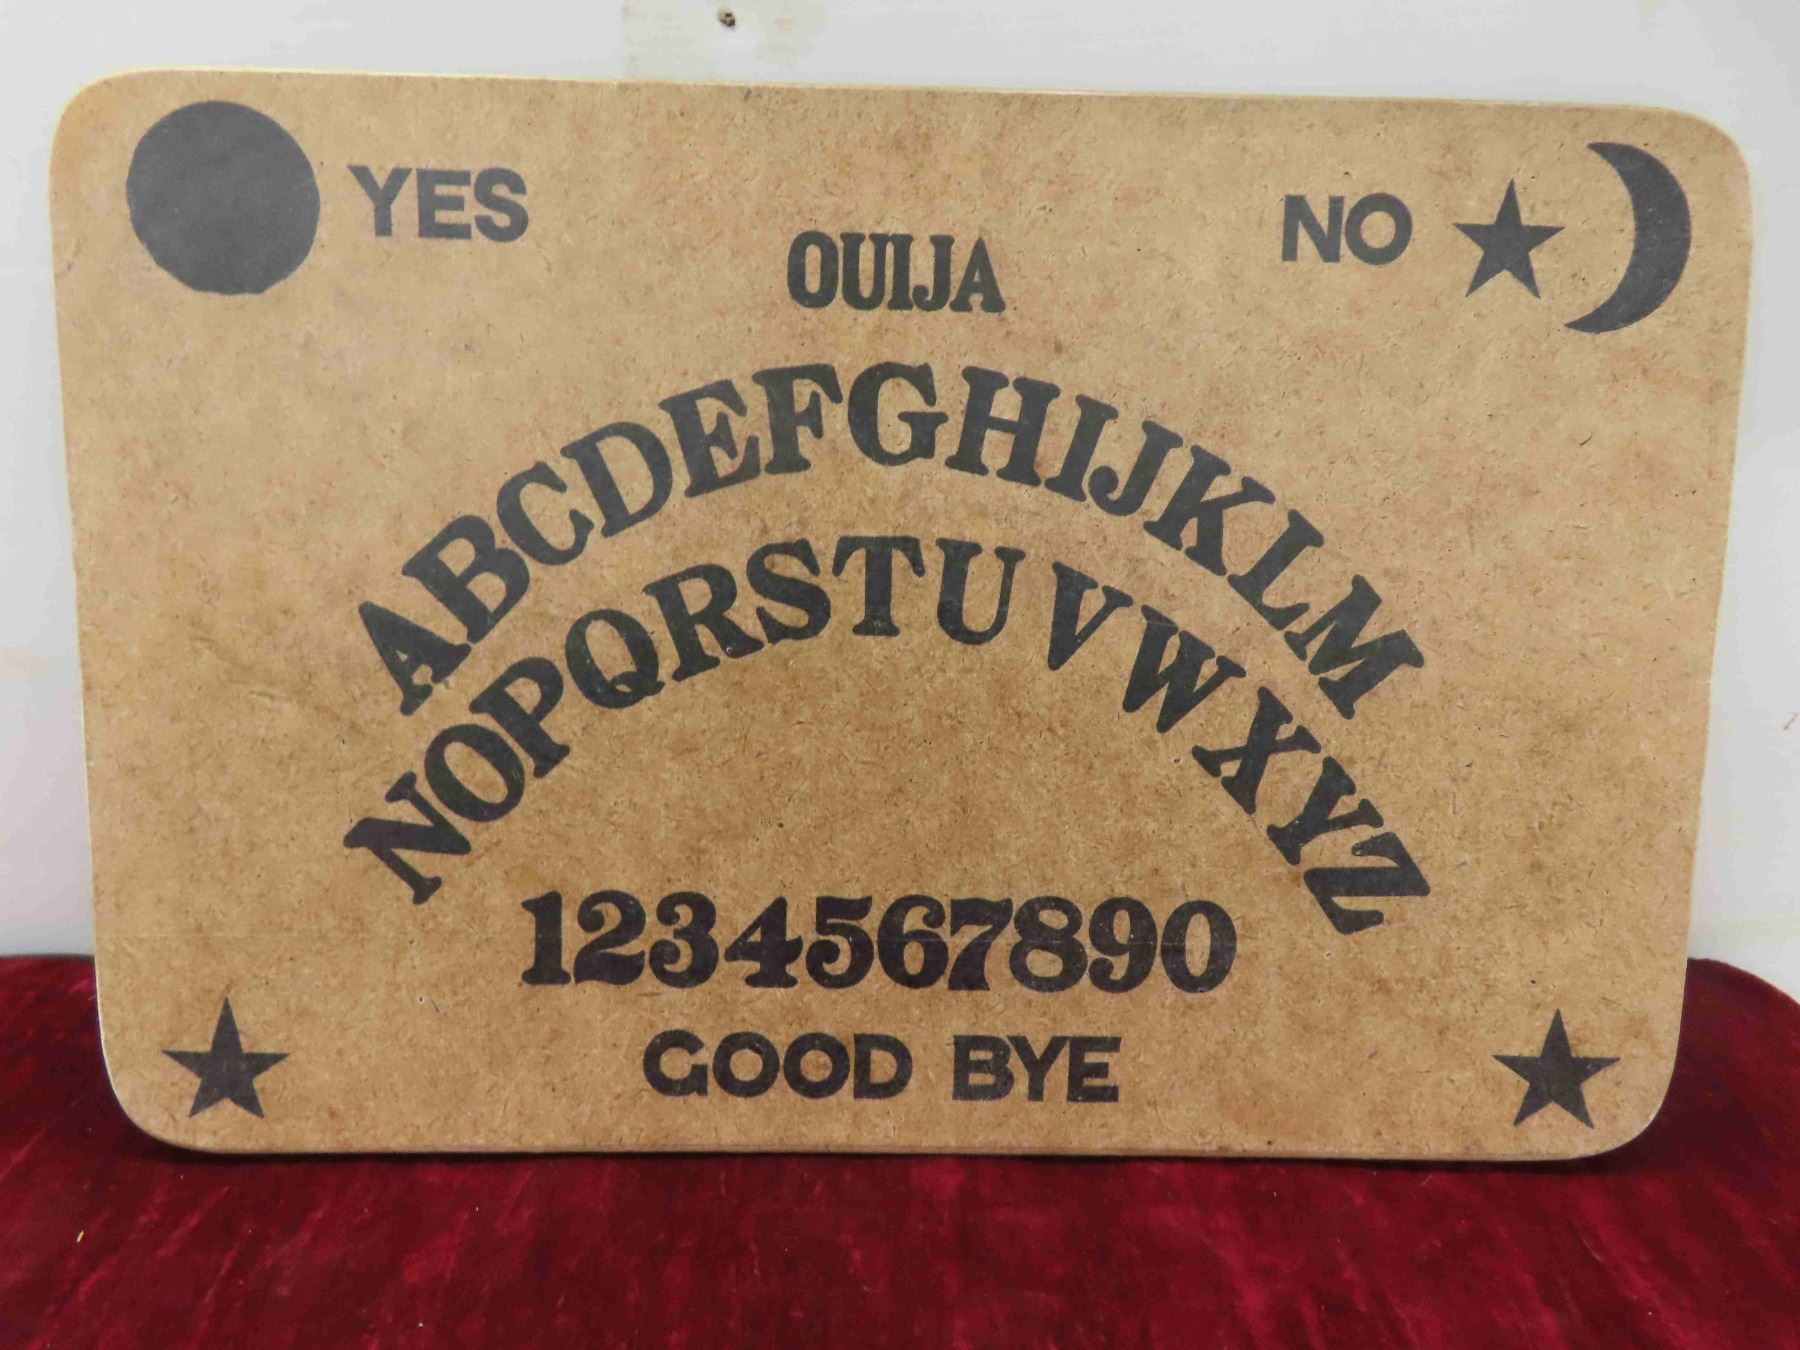 YES
NO
OUIJA
ABCDEFGHIJKLM
NOPQRSTUVWXYZ
1234567890
GOOD BYE